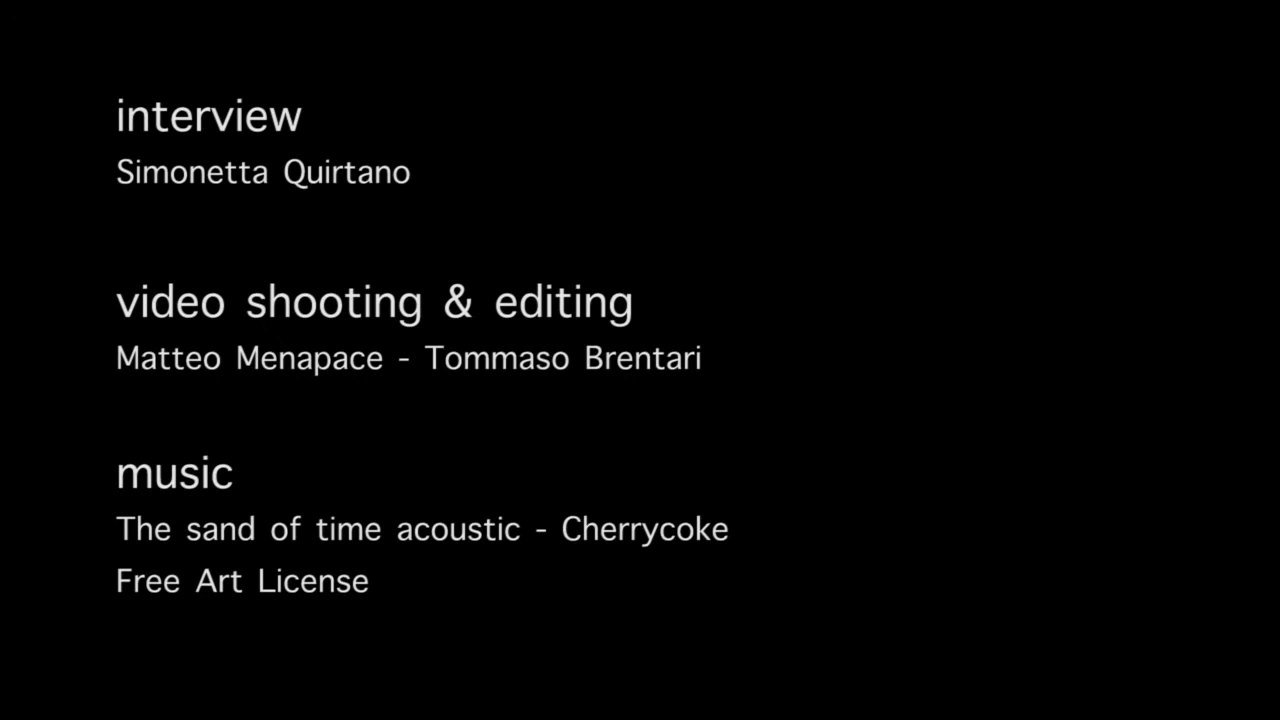 interview
Simonetta Quirtano
video shooting & editing
Matteo Menapace - Tommaso Brentari
music
The sand of time acoustic - Cherrycoke
Free Art License